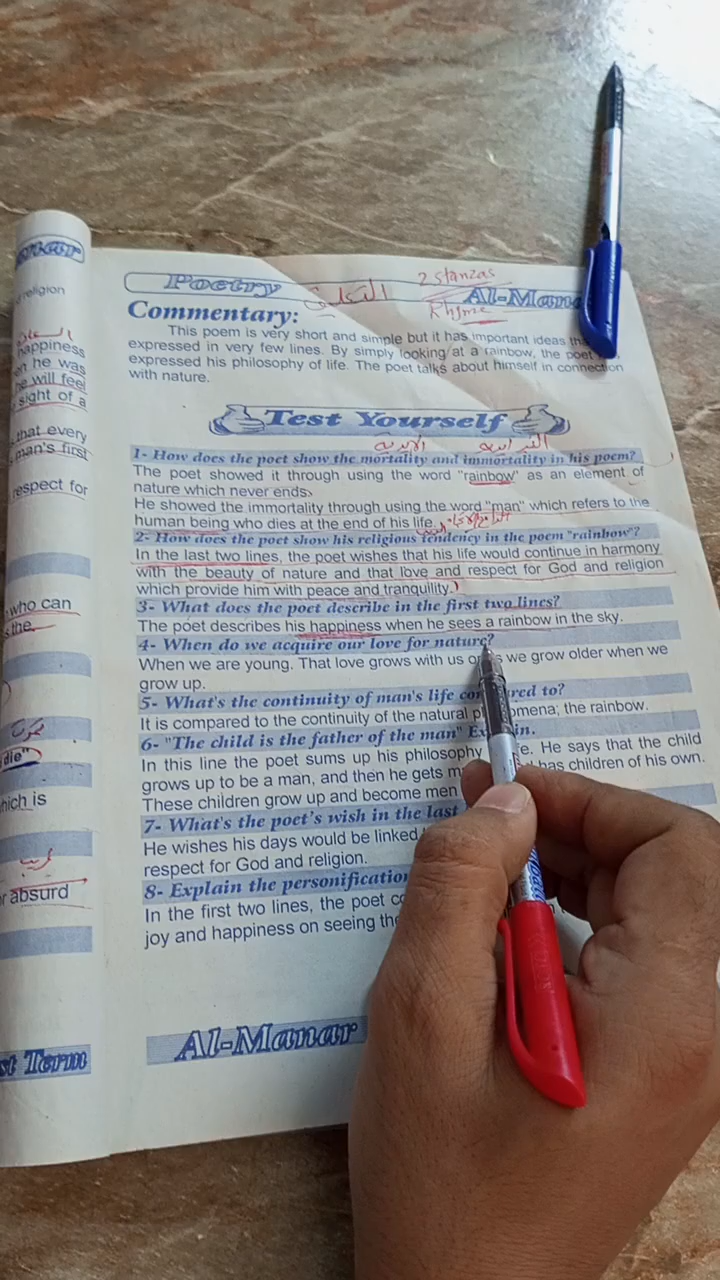 anar
religion
السعادة
happiness
en he was
he will feel
sight of a
that every
man's first
respect for
who can
s the
die"
hich is
غريب
or absurd
st Term
Poetry
التعليق
2 stanzas
Rhyme
Al-Mana
Commentary:
This poem is very short and simple but it has important ideas th
expressed in very few lines. By simply looking at a rainbow, the poet
expressed his philosophy of life. The poet talks about himself in connection
with nature.
Test Yourself
1- How does the poet show the mortality and immortality in his poem?
The poet showed it through using the word "rainbow" as an element of
nature which never ends.
He showed the immortality through using the word "man" which refers to the
human being who dies at the end of his life.
2- How does the poet show his religious tendency in the poem "rainbow"?
In the last two lines, the poet wishes that his life would continue in harmony
with the beauty of nature and that love and respect for God and religion
which provide him with peace and tranquility.)
3- What does the poet describe in the first two lines?
The poet describes his happiness when he sees a rainbow in the sky.
4- When do we acquire our love for nature?
When we are young. That love grows with us we grow older when we
grow up.
5- What's the continuity of man's life co red to?
It is compared to the continuity of the natural p omena; the rainbow.
6- "The child is the father of the man" Ex in.
In this line the poet sums up his philosophy fe. He says that the child
grows up to be a man, and then he gets m has children of his own.
These children grow up and become men
7- What's the poet's wish in the last
He wishes his days would be linked
respect for God and religion.
8- Explain the personification
In the first two lines, the poet c
joy and happiness on seeing the
Al-Manar